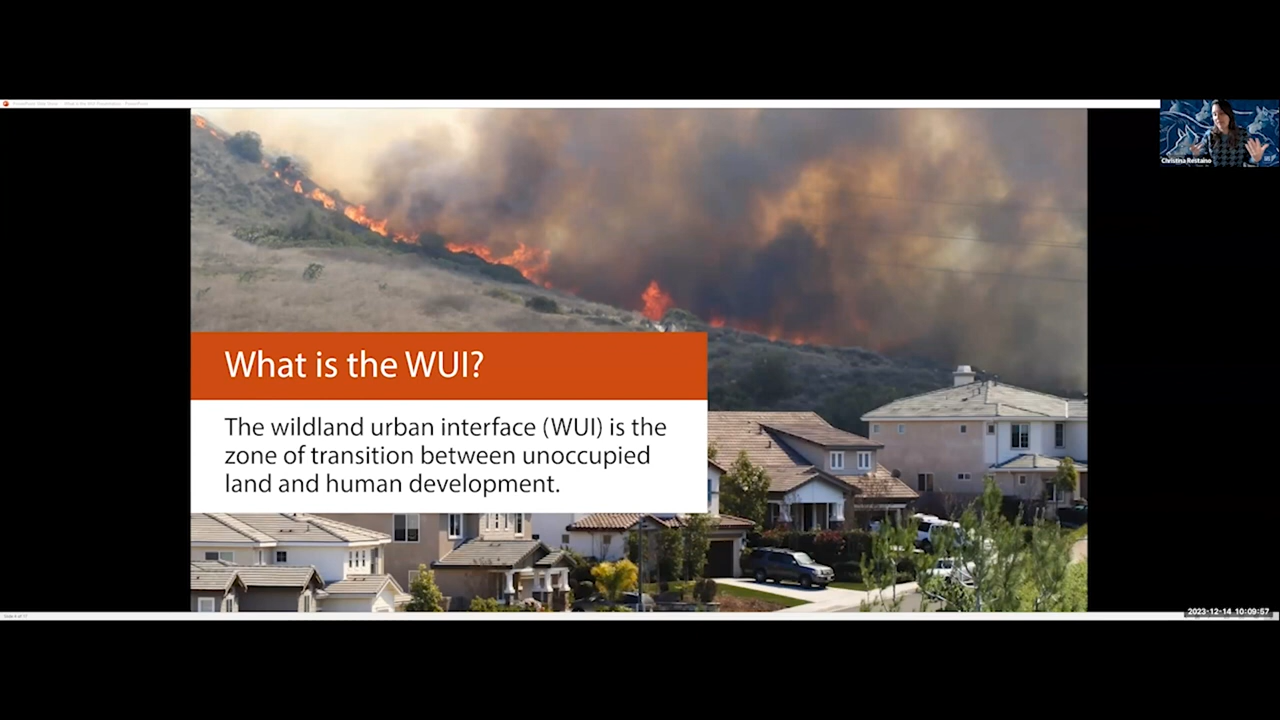 What is the WUI?
The wildland urban interface (WUI) is the
zone of transition between unoccupied
land and human development.
Christina Restaino
2023-12-14 10:09:57